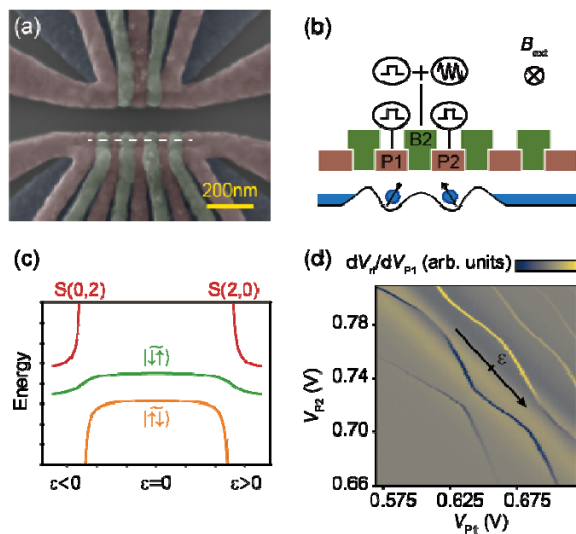 (a)
200nm
(b)
B_ext
B2
P1
P2
(c)
S(0,2)
S(2,0)
|↓↑⟩
|↑↓⟩
Energy
ε<0
ε=0
ε>0
(d)
dV_rf/dV_P1 (arb. units)
ε
0.78
0.74
0.70
0.66
V_P2 (V)
0.575
0.625
0.675
V_P1 (V)